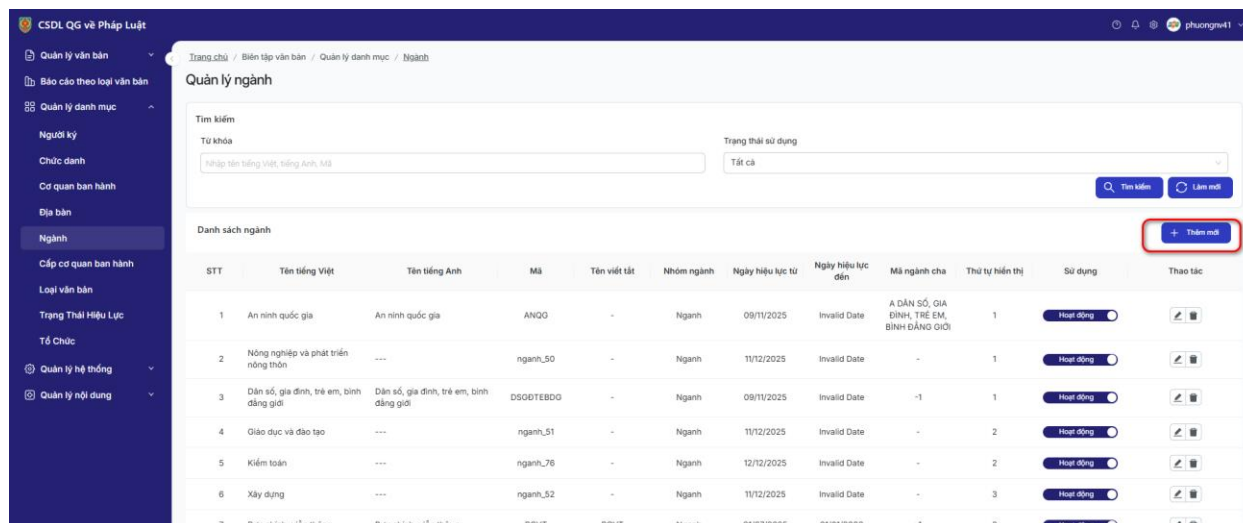 CSDL QG về Pháp Luật
phuongnv41
Quản lý văn bản
Báo cáo theo loại văn bản
Quản lý danh mục
Người ký
Chức danh
Cơ quan ban hành
Địa bàn
Ngành
Cấp cơ quan ban hành
Loại văn bản
Trạng Thái Hiệu Lực
Tổ Chức
Quản lý hệ thống
Quản lý nội dung
Trang chủ / Biên tập văn bản / Quản lý danh mục / Ngành
Quản lý ngành
Tìm kiếm
Từ khóa
Trạng thái sử dụng
Nhập tên tiếng Việt, tiếng Anh, Mã
Tất cả
Tìm kiếm
Làm mới
Danh sách ngành
+ Thêm mới
STT Tên tiếng Việt Tên tiếng Anh Mã Tên viết tắt Nhóm ngành Ngày hiệu lực từ Ngày hiệu lực đến Mã ngành cha Thứ tự hiển thị Sử dụng Thao tác
1 An ninh quốc gia An ninh quốc gia ANQG - Ngành 09/11/2025 Invalid Date A DÂN SỐ, GIA ĐÌNH, TRẺ EM, BÌNH ĐẲNG GIỚI 1 Hoạt động
2 Nông nghiệp và phát triển nông thôn --- nganh_50 - Ngành 11/12/2025 Invalid Date - 1 Hoạt động
3 Dân số, gia đình, trẻ em, bình đẳng giới Dân số, gia đình, trẻ em, bình đẳng giới DSGĐTEBDG - Ngành 09/11/2025 Invalid Date -1 1 Hoạt động
4 Giáo dục và đào tạo --- nganh_51 - Ngành 11/12/2025 Invalid Date - 2 Hoạt động
5 Kiểm toán --- nganh_76 - Ngành 12/12/2025 Invalid Date - 2 Hoạt động
6 Xây dựng --- nganh_52 - Ngành 11/12/2025 Invalid Date - 3 Hoạt động